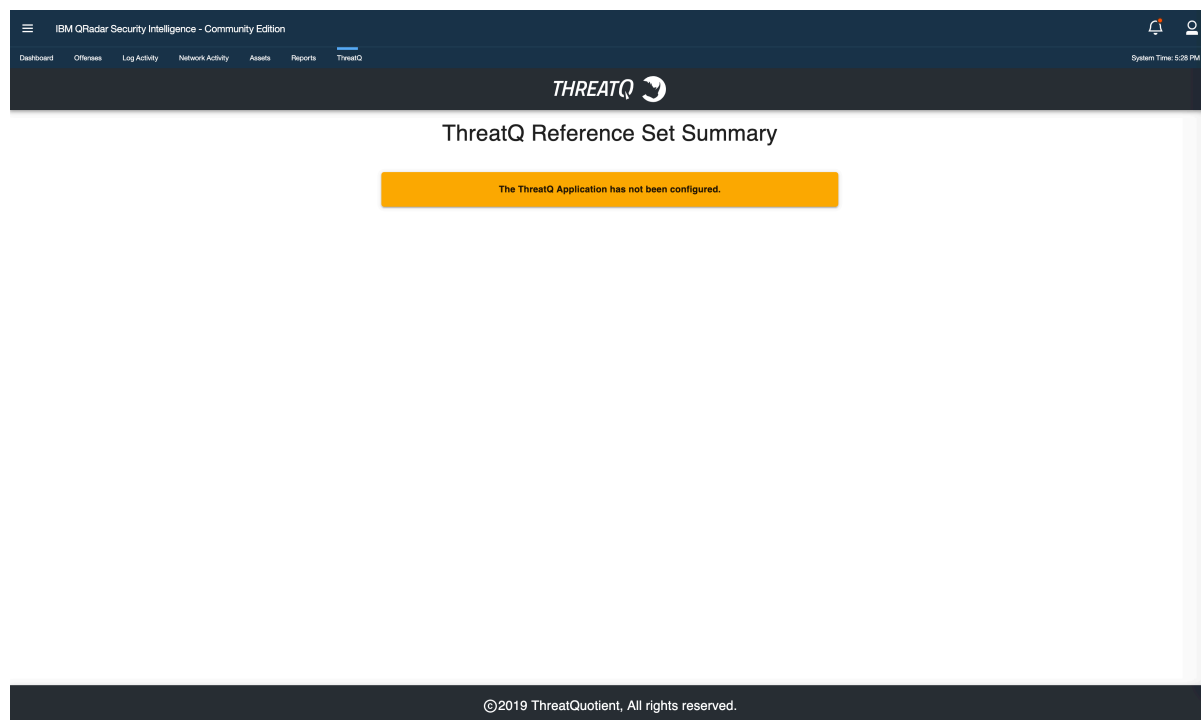 IBM QRadar Security Intelligence - Community Edition
Dashboard Offenses Log Activity Network Activity Assets Reports ThreatQ System Time: 5:28 PM
THREATQ
ThreatQ Reference Set Summary
The ThreatQ Application has not been configured.
©2019 ThreatQuotient, All rights reserved.